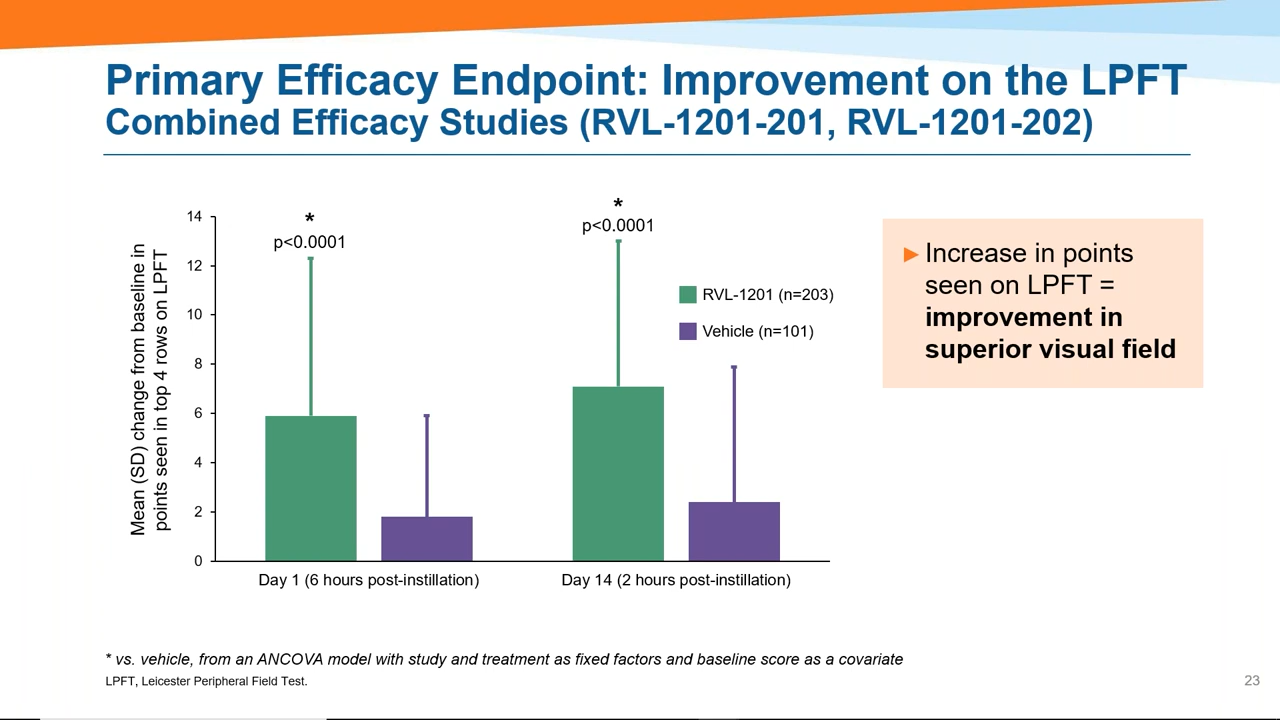 Primary Efficacy Endpoint: Improvement on the LPFT
Combined Efficacy Studies (RVL-1201-201, RVL-1201-202)
Mean (SD) change from baseline in
points seen in top 4 rows on LPFT
14
12
10
8
6
4
2
0
*
p<0.0001
*
p<0.0001
RVL-1201 (n=203)
Vehicle (n=101)
Day 1 (6 hours post-instillation)
Day 14 (2 hours post-instillation)
► Increase in points
seen on LPFT =
improvement in
superior visual field
* vs. vehicle, from an ANCOVA model with study and treatment as fixed factors and baseline score as a covariate
LPFT, Leicester Peripheral Field Test.
23